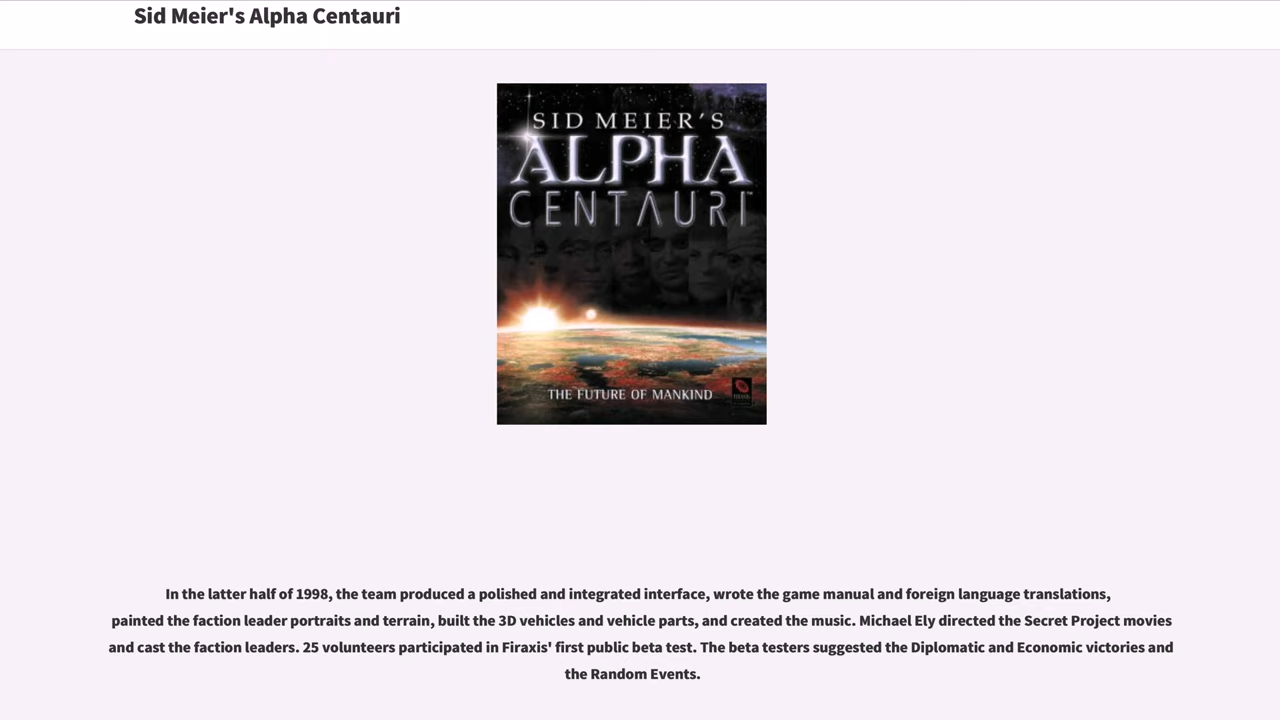 Sid Meier's Alpha Centauri
SID MEIER'S
ALPHA
CENTAURI™
THE FUTURE OF MANKIND
In the latter half of 1998, the team produced a polished and integrated interface, wrote the game manual and foreign language translations,
painted the faction leader portraits and terrain, built the 3D vehicles and vehicle parts, and created the music. Michael Ely directed the Secret Project movies
and cast the faction leaders. 25 volunteers participated in Firaxis' first public beta test. The beta testers suggested the Diplomatic and Economic victories and
the Random Events.